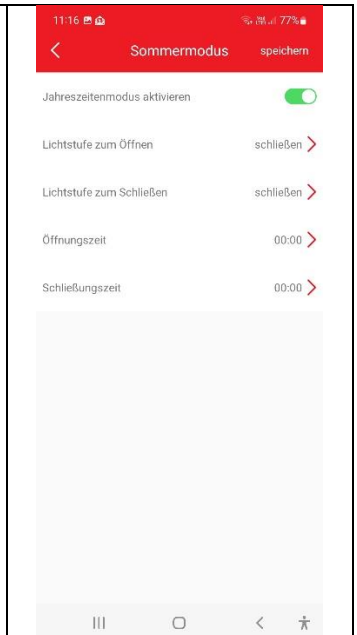 11:16 77%
Sommermodus speichern
Jahreszeitenmodus aktivieren
Lichtstufe zum Öffnen schließen
Lichtstufe zum Schließen schließen
Öffnungszeit 00:00
Schließungszeit 00:00